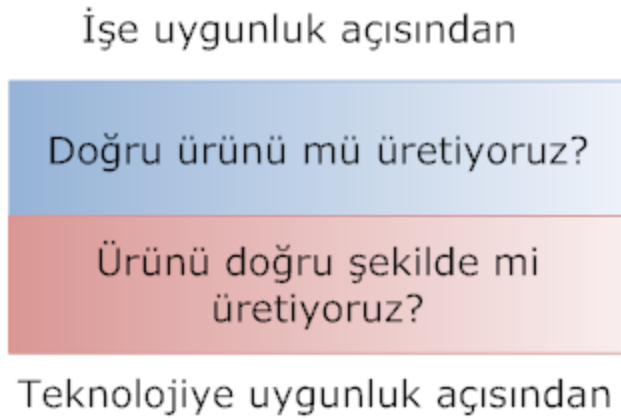 İşe uygunluk açısından
Doğru ürünü mü üretiyoruz?
Ürünü doğru şekilde mi
üretiyoruz?
Teknolojiye uygunluk açısından